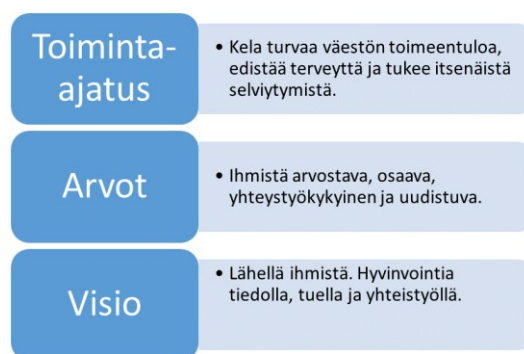 Toiminta-
ajatus
• Kela turvaa väestön toimeentuloa,
edistää terveyttä ja tukee itsenäistä
selviytymistä.
Arvot
• Ihmistä arvostava, osaava,
yhteystyökykyinen ja uudistuva.
Visio
• Lähellä ihmistä. Hyvinvointia
tiedolla, tuella ja yhteistyöllä.